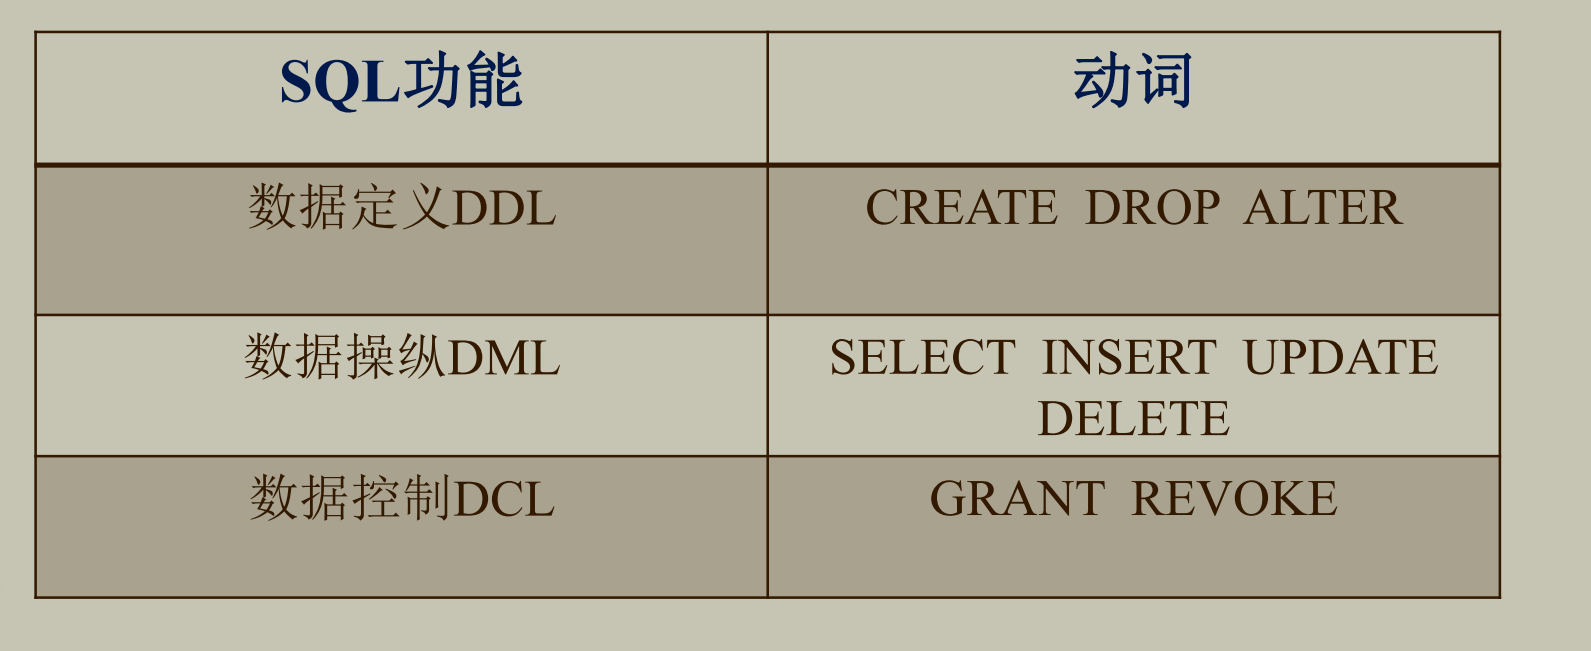 SQL功能 动词
数据定义DDL CREATE DROP ALTER
数据操纵DML SELECT INSERT UPDATE
DELETE
数据控制DCL GRANT REVOKE